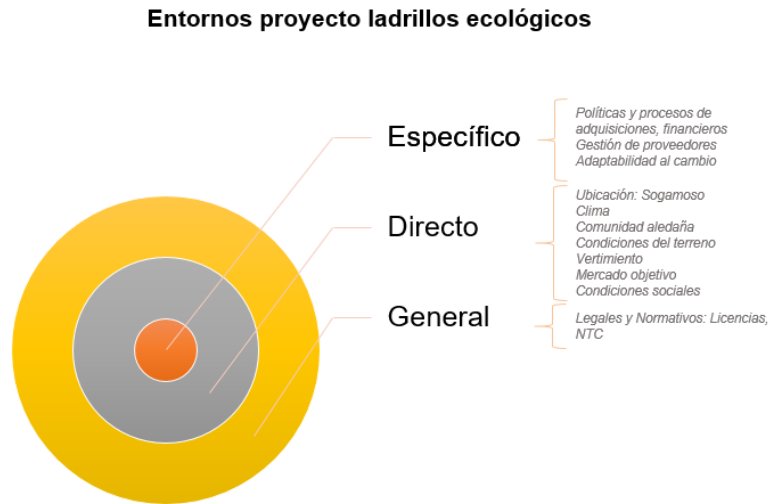 Entornos proyecto ladrillos ecológicos
Específico
Políticas y procesos de
adquisiciones, financieros
Gestión de proveedores
Adaptabilidad al cambio
Directo
Ubicación: Sogamoso
Clima
Comunidad aledaña
Condiciones del terreno
Vertimiento
Mercado objetivo
Condiciones sociales
General
Legales y Normativos: Licencias,
NTC